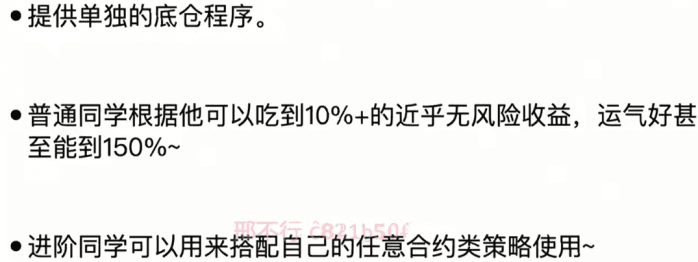 ● 提供单独的底仓程序。
● 普通同学根据他可以吃到10%+的近乎无风险收益，运气好甚
至能到150%~
邢不行
● 进阶同学可以用来搭配自己的任意合约类策略使用~